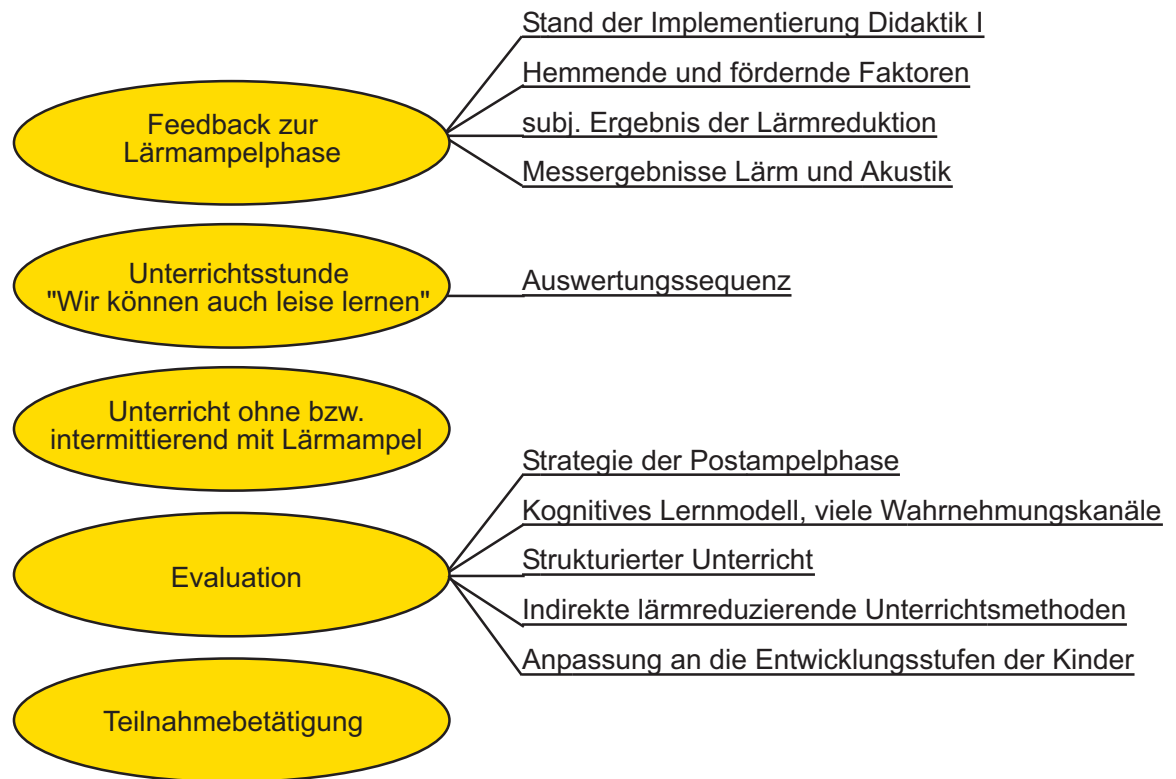 Stand der Implementierung Didaktik I
Hemmende und fördernde Faktoren
Feedback zur
Lärmampelphase
subj. Ergebnis der Lärmreduktion
Messergebnisse Lärm und Akustik
Unterrichtsstunde
"Wir können auch leise lernen"
Auswertungssequenz
Unterricht ohne bzw.
intermittierend mit Lärmampel
Strategie der Postampelphase
Kognitives Lernmodell, viele Wahrnehmungskanäle
Strukturierter Unterricht
Evaluation
Indirekte lärmreduzierende Unterrichtsmethoden
Anpassung an die Entwicklungsstufen der Kinder
Teilnahmebetätigung